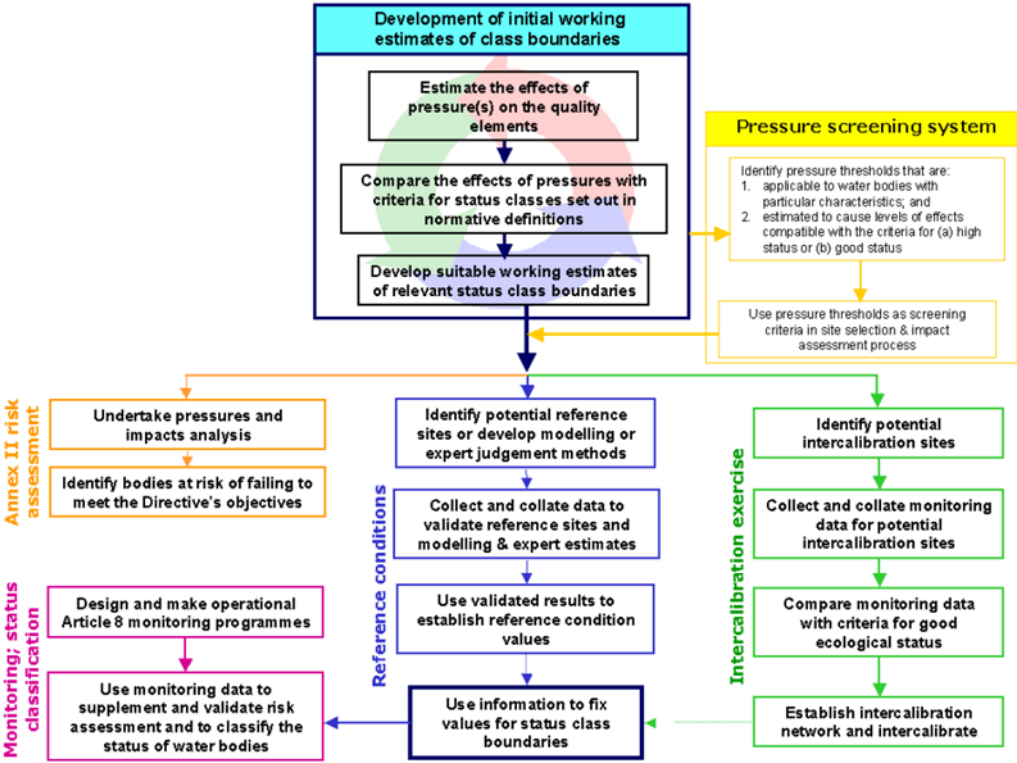 Development of initial working
estimates of class boundaries
Estimate the effects of
pressure(s) on the quality
elements
Compare the effects of pressures with
criteria for status classes set out in
normative definitions
Develop suitable working estimates
of relevant status class boundaries
Pressure screening system
Identify pressure thresholds that are:
1. applicable to water bodies with
particular characteristics; and
2. estimated to cause levels of effects
compatible with the criteria for (a) high
status or (b) good status
Use pressure thresholds as screening
criteria in site selection & impact
assessment process
Annex II risk
assessment
Undertake pressures and
impacts analysis
Identify bodies at risk of failing to
meet the Directive's objectives
Monitoring; status
classification
Design and make operational
Article 8 monitoring programmes
Use monitoring data to
supplement and validate risk
assessment and to classify the
status of water bodies
Reference conditions
Identify potential reference
sites or develop modelling or
expert judgement methods
Collect and collate data to
validate reference sites and
modelling & expert estimates
Use validated results to
establish reference condition
values
Use information to fix
values for status class
boundaries
Intercalibration exercise
Identify potential
intercalibration sites
Collect and collate monitoring
data for potential
intercalibration sites
Compare monitoring data
with criteria for good
ecological status
Establish intercalibration
network and intercalibrate